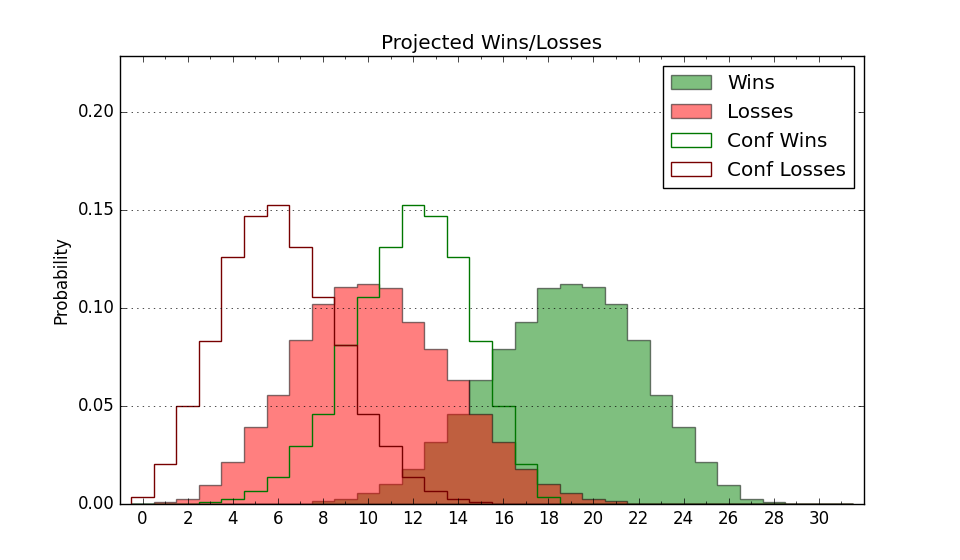 Projected Wins/Losses
Wins
Losses
Conf Wins
Conf Losses
Probability
0.20
0.15
0.10
0.05
0.00
0 2 4 6 8 10 12 14 16 18 20 22 24 26 28 30